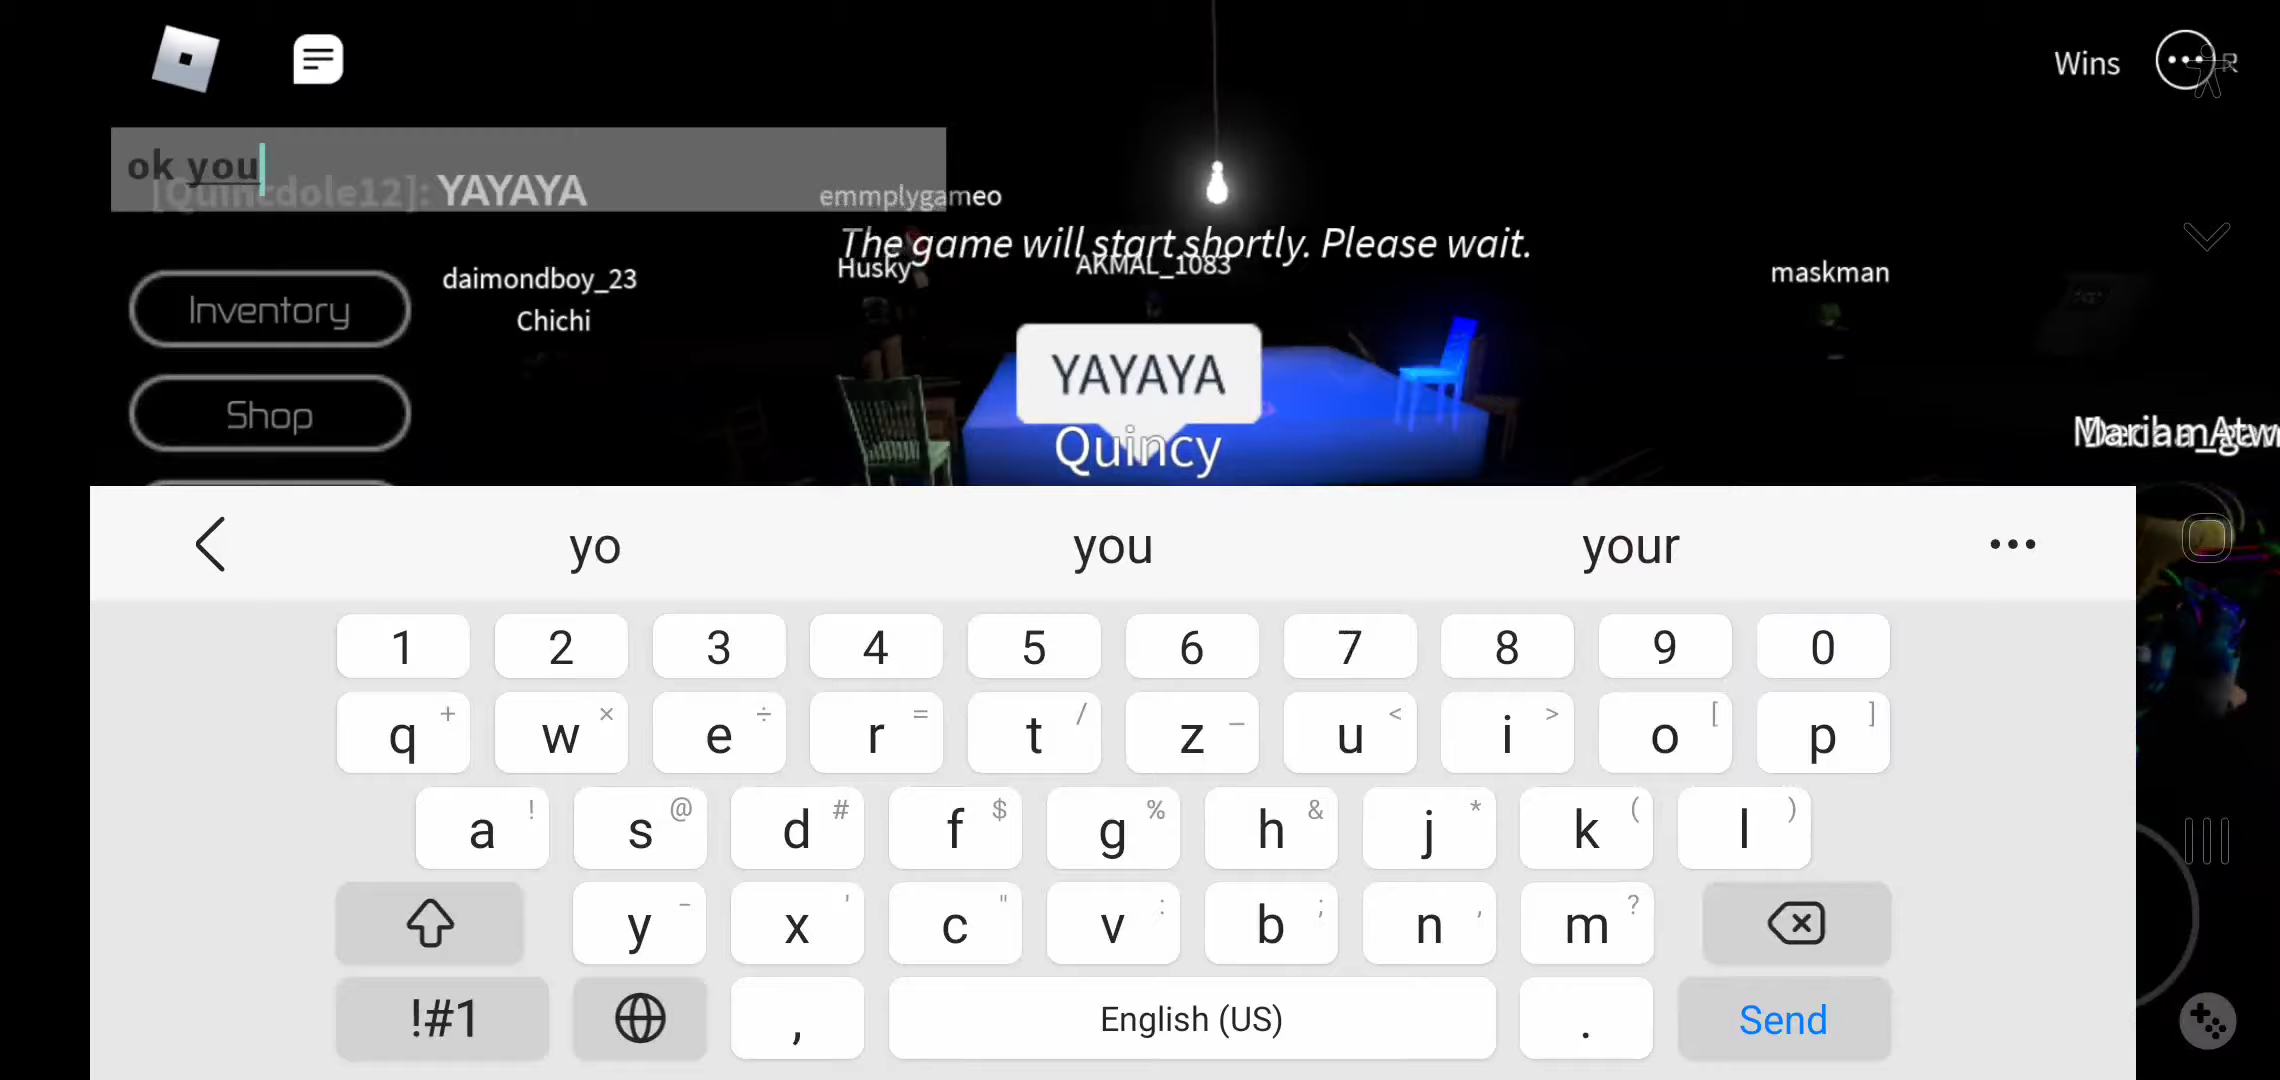 Wins
R
ok you
[Quincdole12]: YAYAYA
emmplygameo
The game will start shortly. Please wait.
Husky
AKMAL_1083
maskman
daimondboy_23
Chichi
Inventory
Shop
YAYAYA
Quincy
yo you your
1 2 3 4 5 6 7 8 9 0
q + w × e ÷ r = t / z _ u < i > o [ p ]
a ! s @ d # f $ g % h & j * k ( l )
y - x ' c " v : b ; n , m ?
!#1 , English (US) . Send